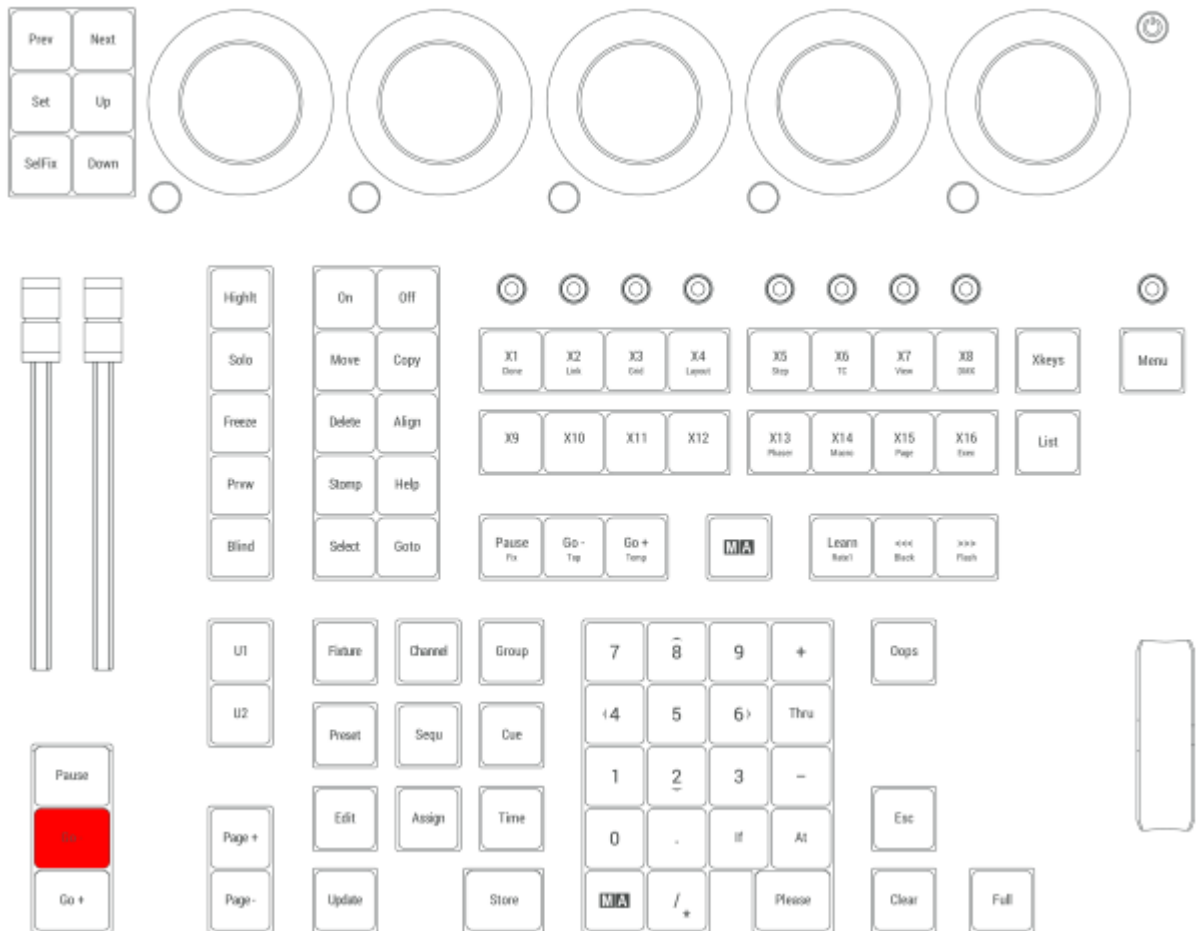 Prev Next
Set Up
SelFix Down
Highlt On Off
Solo Move Copy X1 X2 X3 X4 X5 X6 X7 X8 Xkeys Menu
Clone Link Grid Layout Step TC View DMX
Freeze Delete Align X9 X10 X11 X12 X13 X14 X15 X16 List
Phaser Macro Page Exec
Prvw Stomp Help
Blind Select Goto Pause Go - Go + MA Learn <<< >>>
Fix Top Temp Rate1 Black Flash
U1 Fixture Channel Group 7 8 9 + Oops
U2 Preset Sequ Cue 4 5 6 Thru
Pause 1 2 3 -
Page + Edit Assign Time 0 . If At Esc
Go + Page- Update Store MA / * Please Clear Full